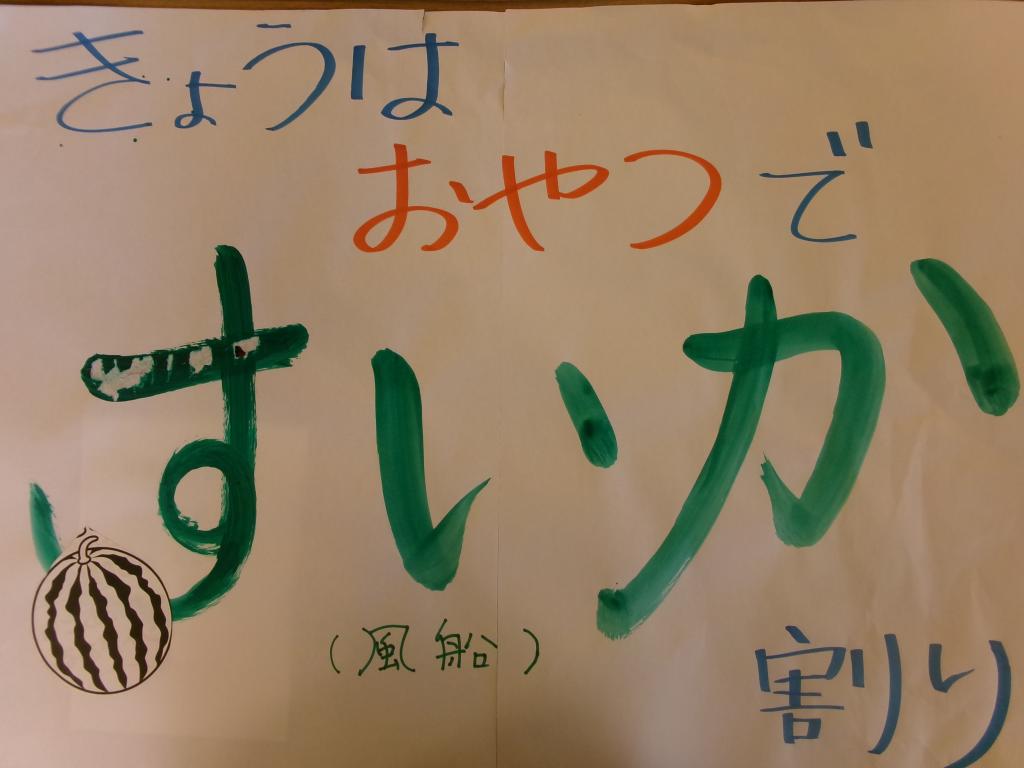 きょうは
おやつで
すいか
(風船)
割り